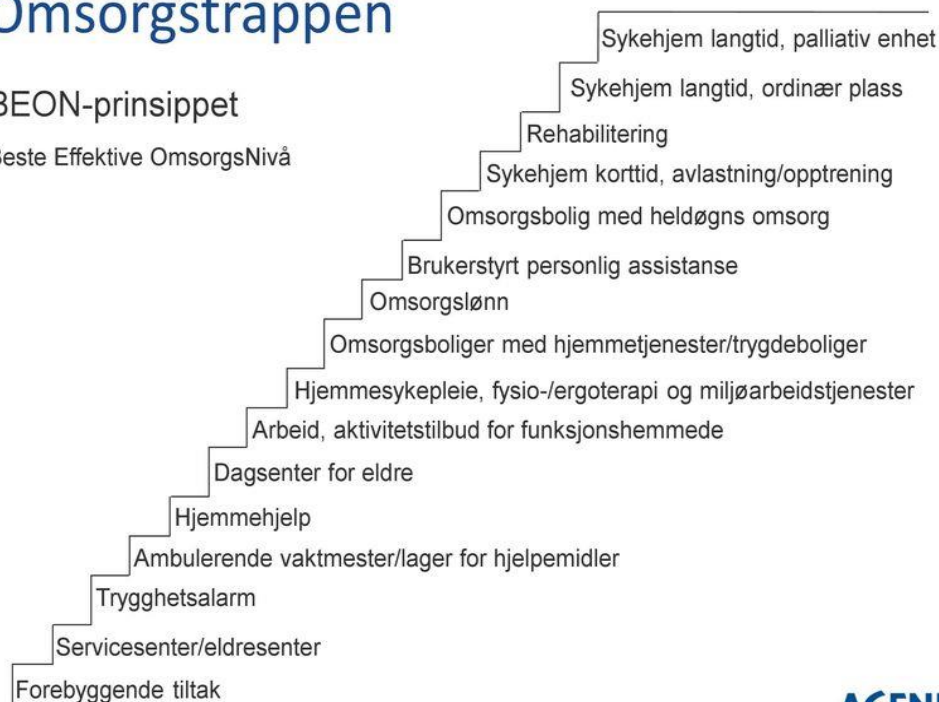 Omsorgstrappen
BEON-prinsippet
Beste Effektive OmsorgsNivå
Sykehjem langtid, palliativ enhet
Sykehjem langtid, ordinær plass
Rehabilitering
Sykehjem korttid, avlastning/opptrening
Omsorgsbolig med heldøgns omsorg
Brukerstyrt personlig assistanse
Omsorgslønn
Omsorgsboliger med hjemmetjenester/trygdeboliger
Hjemmesykepleie, fysio-/ergoterapi og miljøarbeidstjenester
Arbeid, aktivitetstilbud for funksjonshemmede
Dagsenter for eldre
Hjemmehjelp
Ambulerende vaktmester/lager for hjelpemidler
Trygghetsalarm
Servicesenter/eldresenter
Forebyggende tiltak